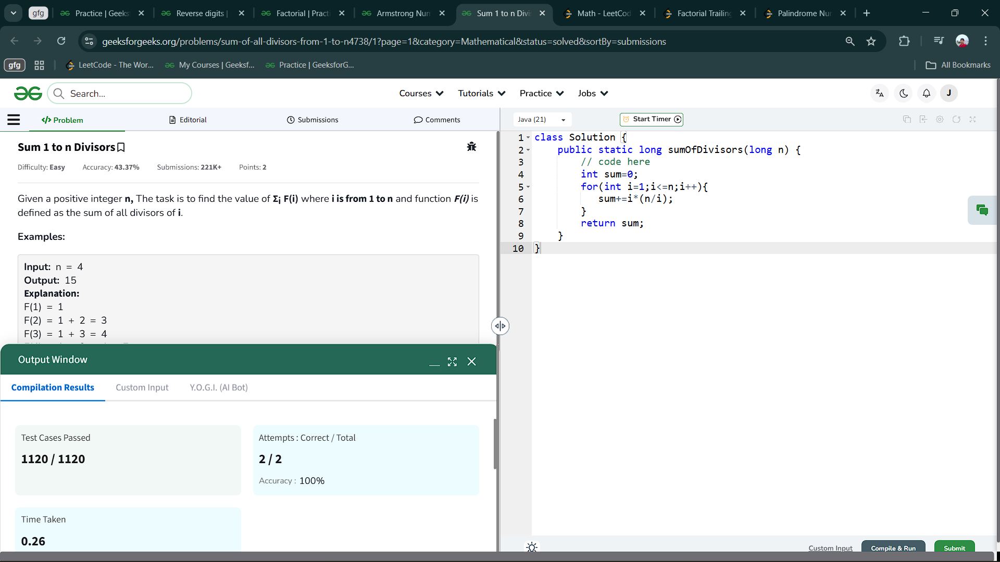 gfg
Practice | Geeks
Reverse digits |
Factorial | Practi
Armstrong Nun
Sum 1 to n Divi
Math - LeetCod
Factorial Trailing
Palindrome Nu
geeksforgeeks.org/problems/sum-of-all-divisors-from-1-to-n4738/1?page=1&category=Mathematical&status=solved&sortBy=submissions
gfg
LeetCode - The Wor...
My Courses | Geeksf...
Practice | GeeksforG...
All Bookmarks
Search...
Courses
Tutorials
Practice
Jobs
J
Problem
Editorial
Submissions
Comments
Java (21)
Start Timer
Sum 1 to n Divisors
Difficulty: Easy Accuracy: 43.37% Submissions: 221K+ Points: 2
Given a positive integer n, The task is to find the value of Σᵢ F(i) where i is from 1 to n and function F(i) is
defined as the sum of all divisors of i.
Examples:
Input: n = 4
Output: 15
Explanation:
F(1) = 1
F(2) = 1 + 2 = 3
F(3) = 1 + 3 = 4
Output Window
Compilation Results
Custom Input
Y.O.G.I. (AI Bot)
Test Cases Passed
1120 / 1120
Attempts : Correct / Total
2 / 2
Accuracy : 100%
Time Taken
0.26
1 class Solution {
2 public static long sumOfDivisors(long n) {
3 // code here
4 int sum=0;
5 for(int i=1;i<=n;i++){
6 sum+=i*(n/i);
7 }
8 return sum;
9 }
10 }
Custom Input
Compile & Run
Submit